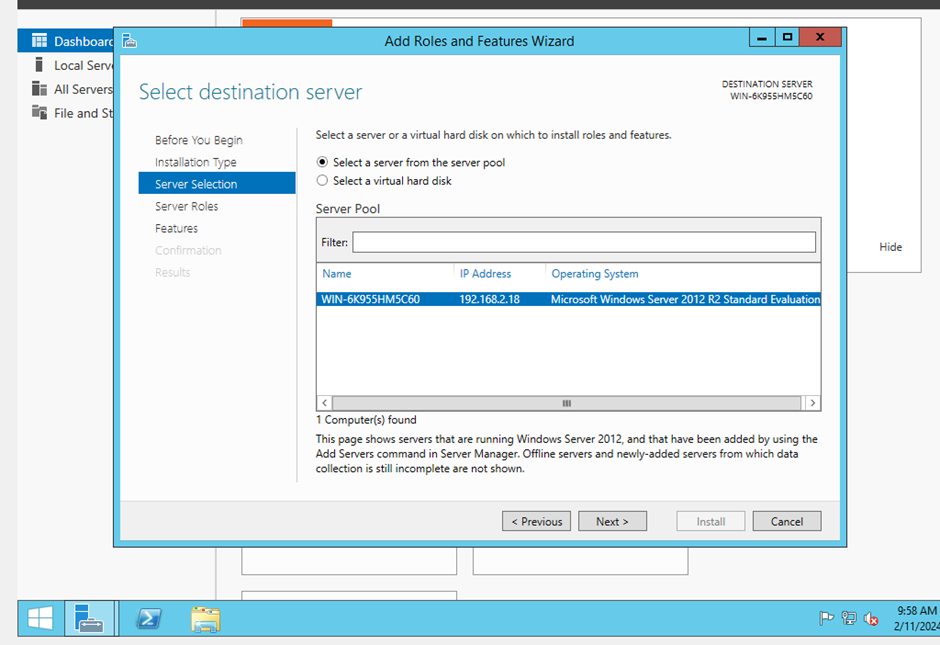 Dashboard
Local Serve
All Servers
File and St
Add Roles and Features Wizard
Select destination server
DESTINATION SERVER
WIN-6K955HM5C60
Before You Begin
Installation Type
Server Selection
Server Roles
Features
Confirmation
Results
Select a server or a virtual hard disk on which to install roles and features.
Select a server from the server pool
Select a virtual hard disk
Server Pool
Filter:
Name IP Address Operating System
WIN-6K955HM5C60 192.168.2.18 Microsoft Windows Server 2012 R2 Standard Evaluation
1 Computer(s) found
This page shows servers that are running Windows Server 2012, and that have been added by using the
Add Servers command in Server Manager. Offline servers and newly-added servers from which data
collection is still incomplete are not shown.
< Previous Next > Install Cancel
Hide
9:58 AM
2/11/2024